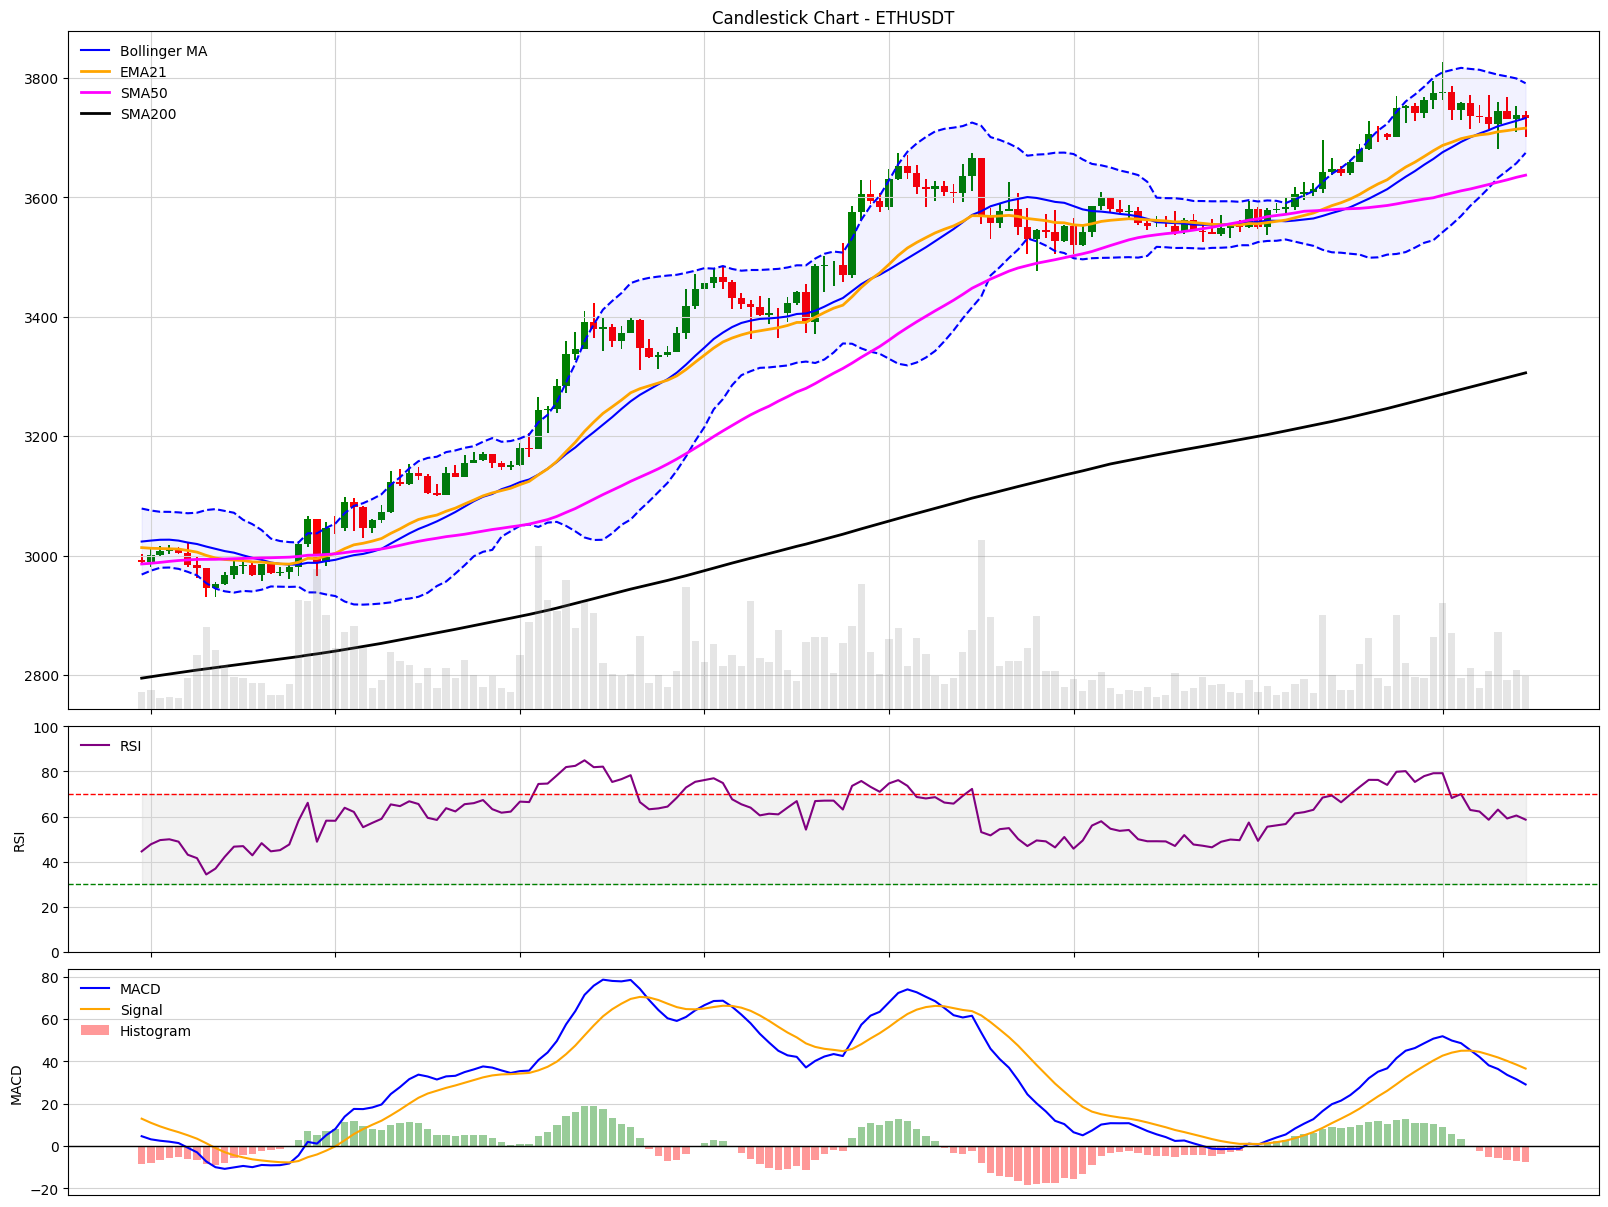 Candlestick Chart - ETHUSDT
Bollinger MA
EMA21
SMA50
SMA200
3800
3600
3400
3200
3000
2800
RSI
100
80
60
40
20
0
RSI
MACD
Signal
Histogram
80
60
40
20
0
−20
MACD